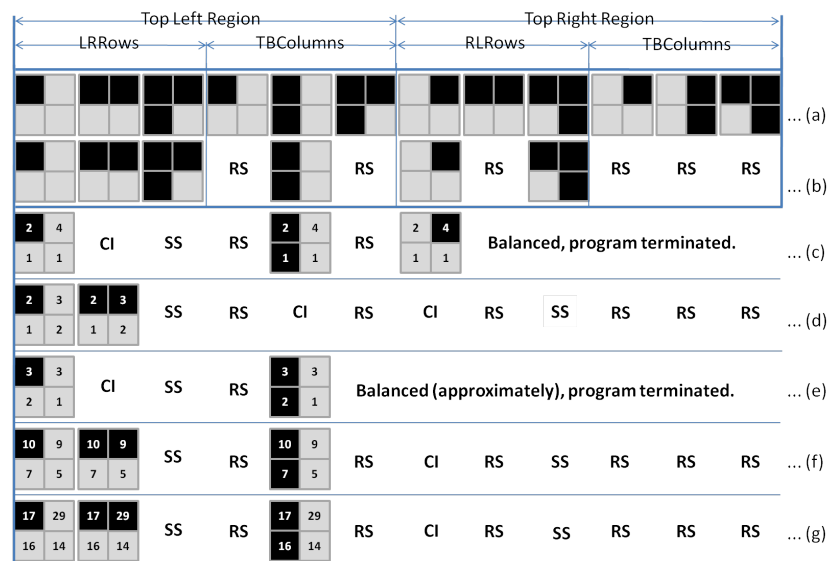 Top Left Region Top Right Region
LRRows TBColumns RLRows TBColumns
... (a)
RS RS RS RS RS RS ... (b)
2 4 CI SS RS 2 4 RS 2 4 Balanced, program terminated. ... (c)
1 1 1 1 1 1
2 3 2 3 SS RS CI RS CI RS SS RS RS RS ... (d)
1 2 1 2
3 3 CI SS RS 3 3 Balanced (approximately), program terminated. ... (e)
2 1 2 1
10 9 10 9 SS RS 10 9 RS CI RS SS RS RS RS ... (f)
7 5 7 5 7 5
17 29 17 29 SS RS 17 29 RS CI RS SS RS RS RS ... (g)
16 14 16 14 16 14